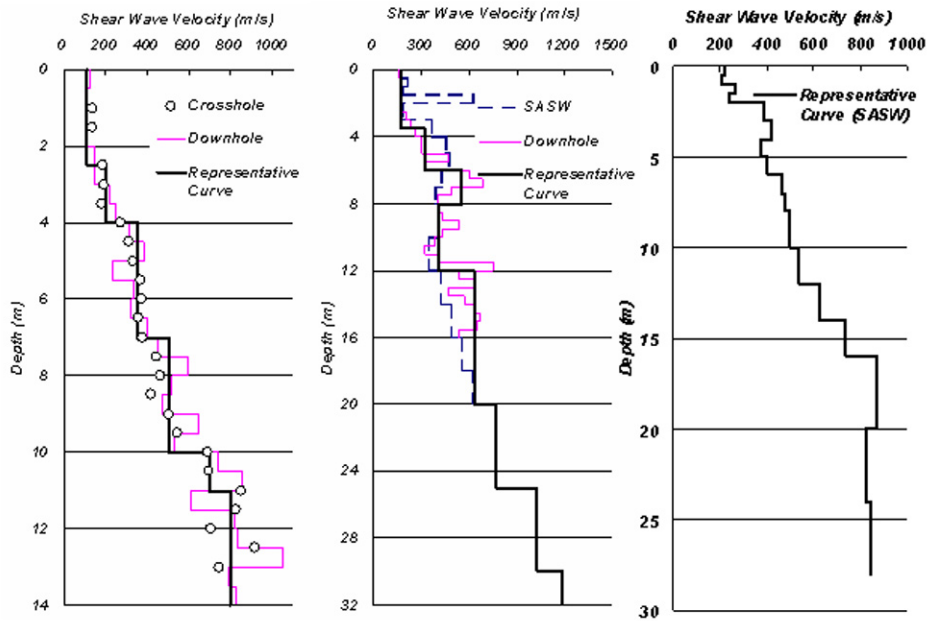 Shear Wave Velocity (m/s)
0 200 400 600 800 1000
0
2
4
6
8
10
12
14
Depth (m)
Crosshole
Downhole
Representative
Curve
Shear Wave Velocity (m/s)
0 300 600 900 1200 1500
0
4
8
12
16
20
24
28
32
Depth (m)
SASW
Downhole
Representative
Curve
Shear Wave Velocity (m/s)
0 200 400 600 800 1000
0
5
10
15
20
25
30
Depth (m)
Representative
Curve (SASW)